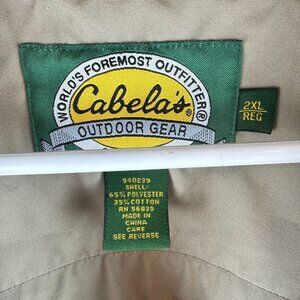 WORLD'S FOREMOST OUTFITTER®
Cabela's®
OUTDOOR GEAR
2XL
REG
940239
SHELL:
65% POLYESTER
35% COTTON
RN 56835
MADE IN
CHINA
CARE
SEE REVERSE